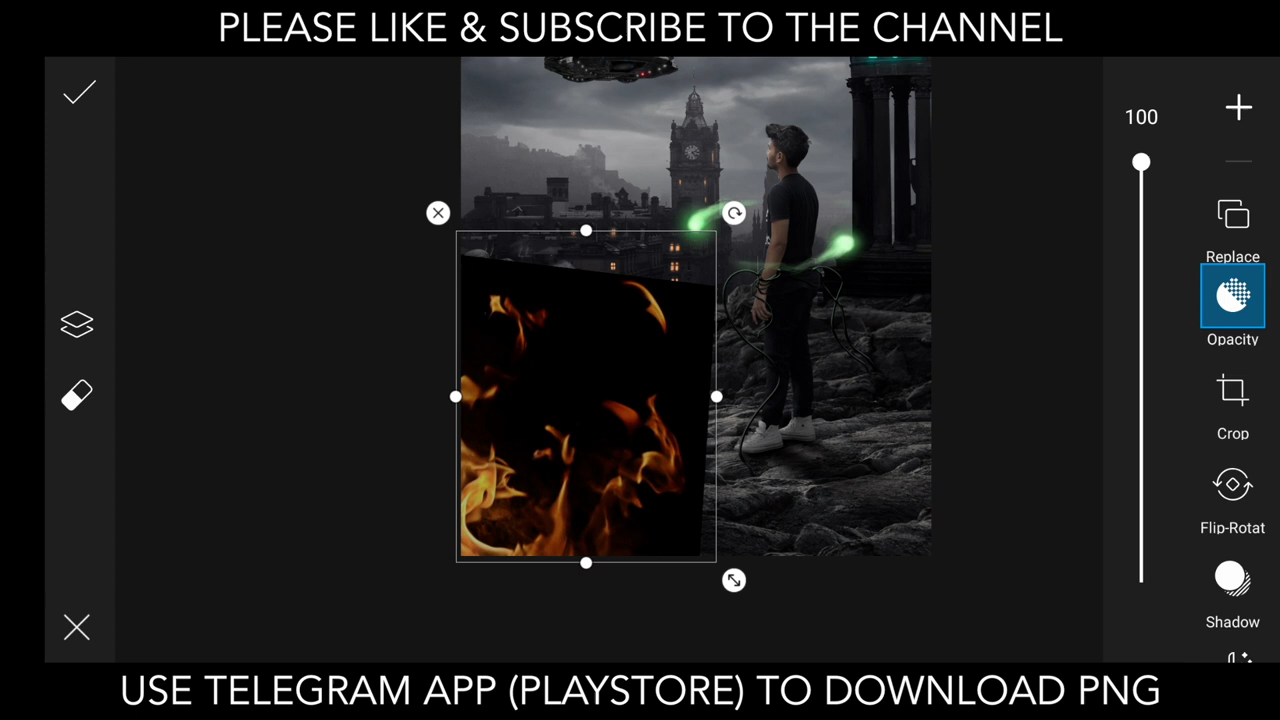 PLEASE LIKE & SUBSCRIBE TO THE CHANNEL
100
Replace
Opacity
Crop
Flip-Rotat
Shadow
USE TELEGRAM APP (PLAYSTORE) TO DOWNLOAD PNG